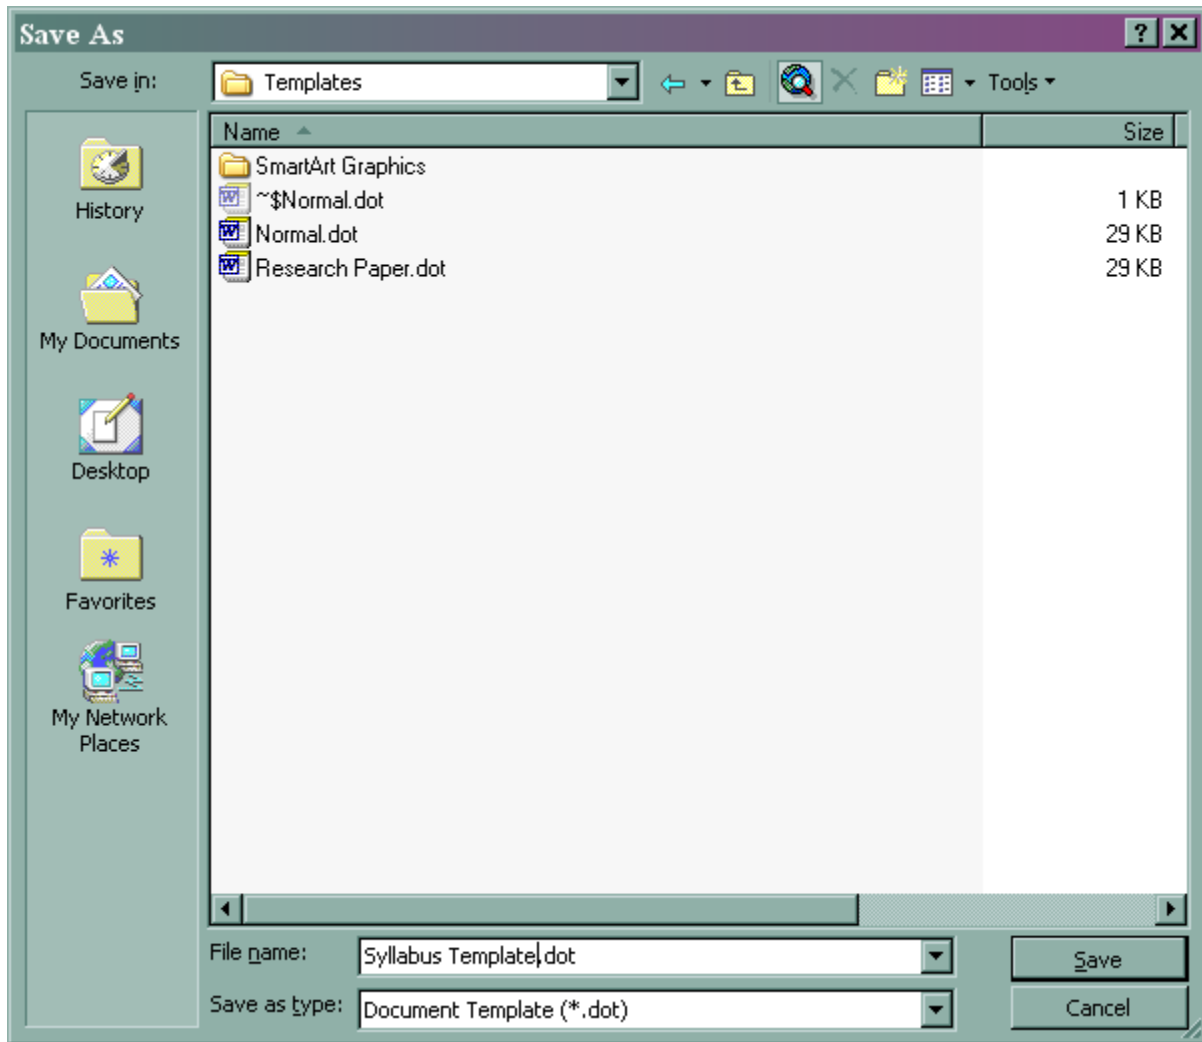 Save As
Save in: Templates Tools
Name Size
SmartArt Graphics
~$Normal.dot 1 KB
Normal.dot 29 KB
Research Paper.dot 29 KB
History
My Documents
Desktop
Favorites
My Network
Places
File name: Syllabus Template.dot Save
Save as type: Document Template (*.dot) Cancel